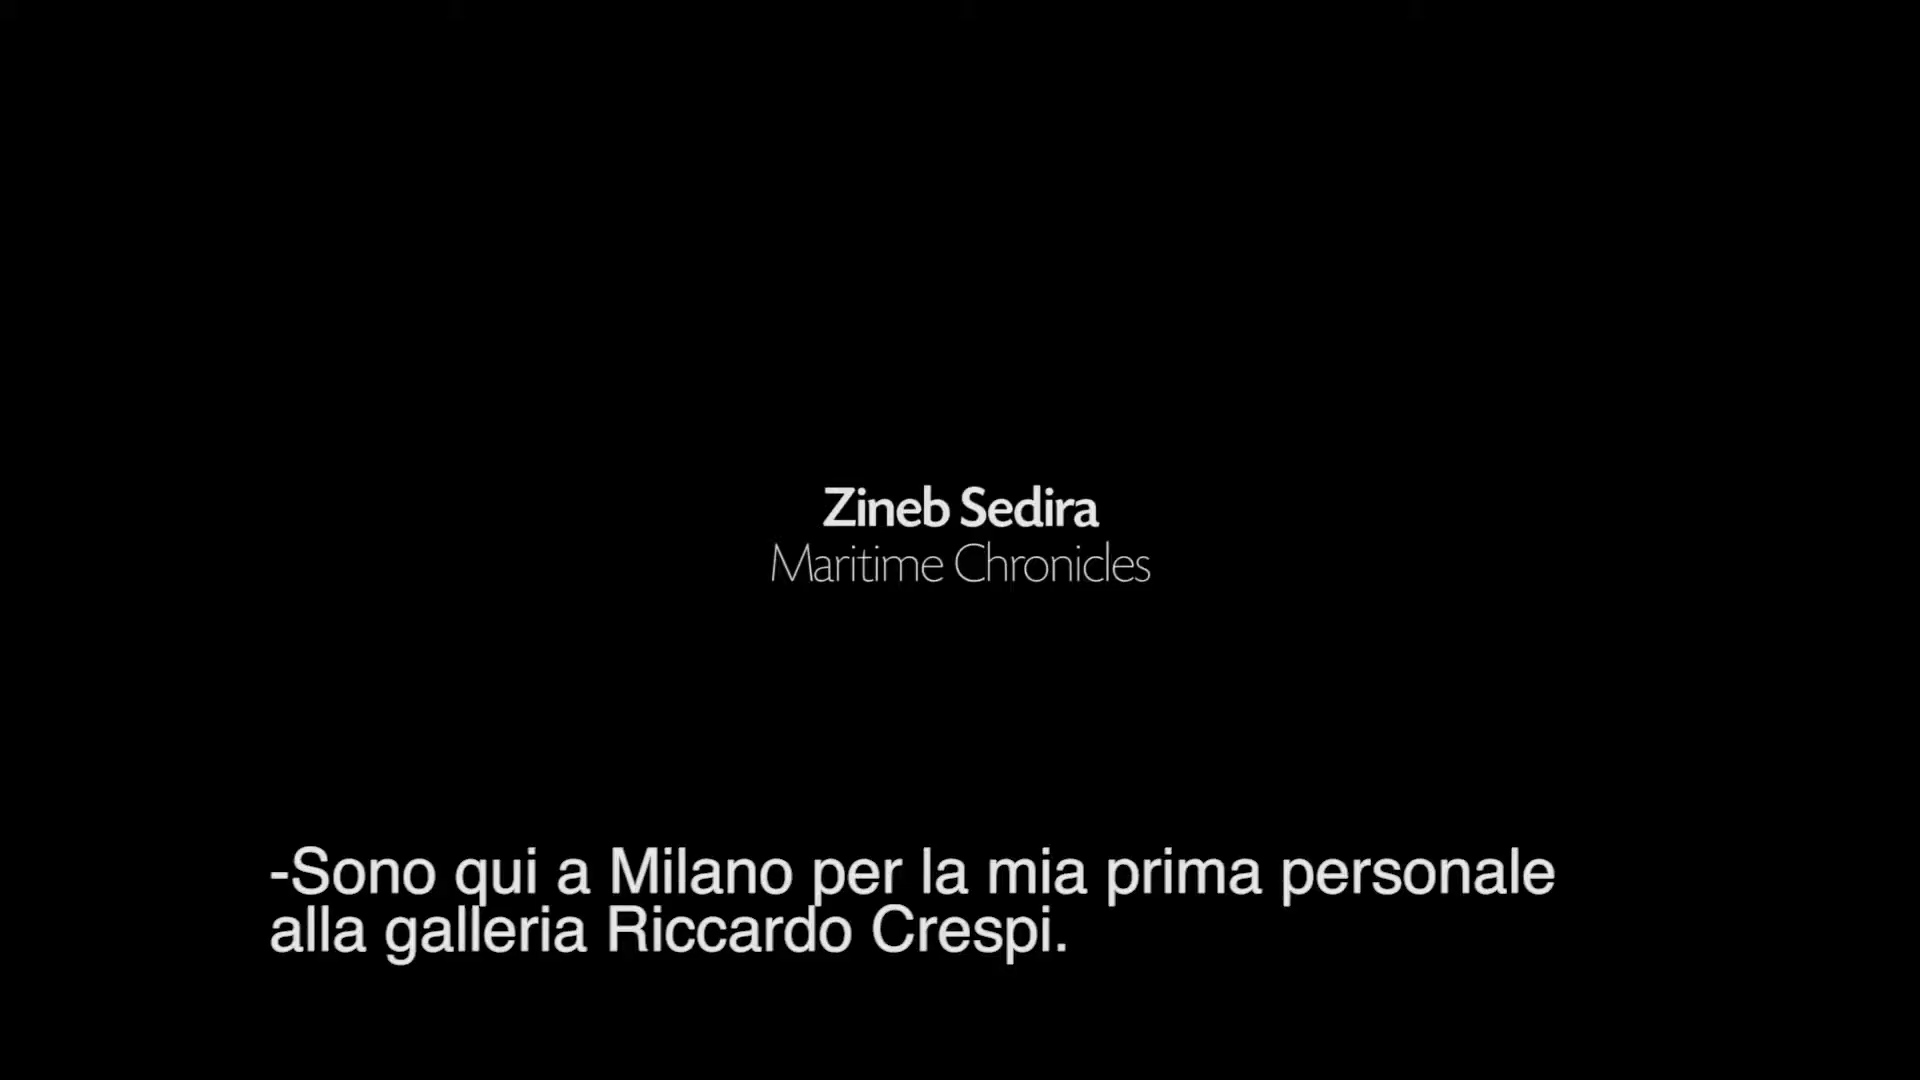 Zineb Sedira
Maritime Chronicles
-Sono qui a Milano per la mia prima personale
alla galleria Riccardo Crespi.